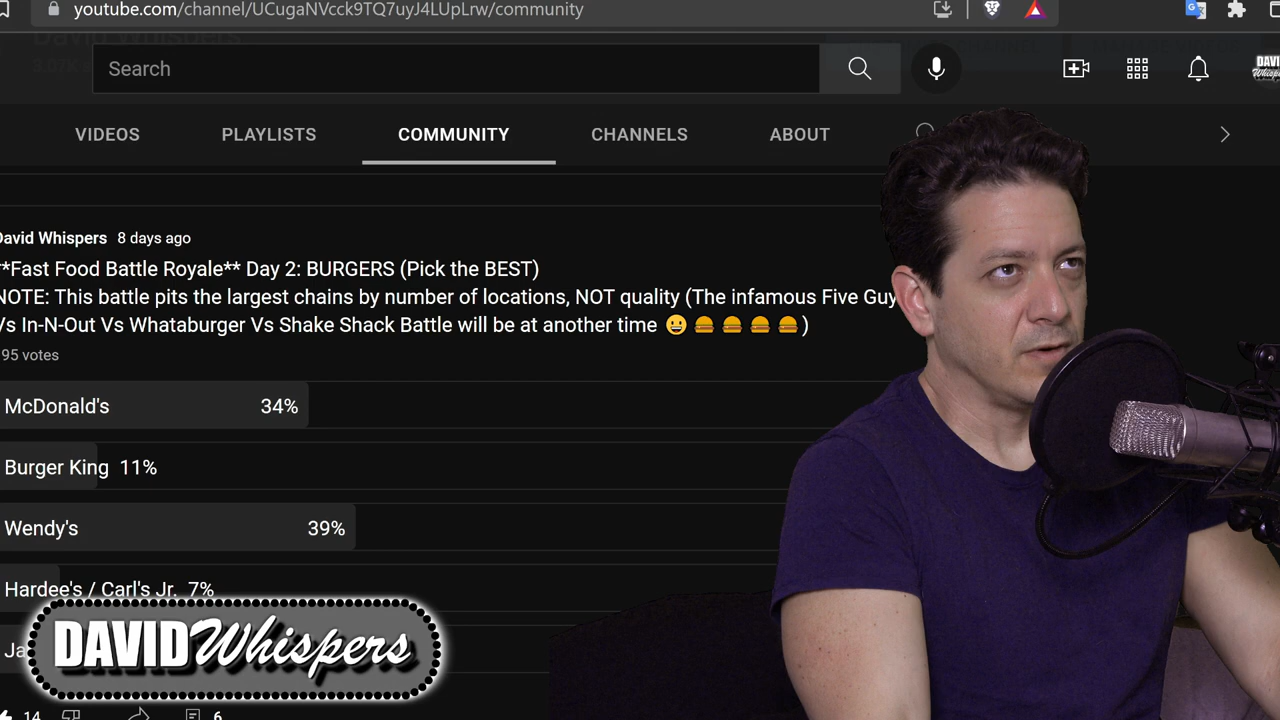 youtube.com/channel/UCugaNVcck9TQ7uyJ4LUpLrw/community
Search
VIDEOS PLAYLISTS COMMUNITY CHANNELS ABOUT
David Whispers 8 days ago
**Fast Food Battle Royale** Day 2: BURGERS (Pick the BEST)
NOTE: This battle pits the largest chains by number of locations, NOT quality (The infamous Five Guy
Vs In-N-Out Vs Whataburger Vs Shake Shack Battle will be at another time 😀🍔🍔🍔🍔)
95 votes
McDonald's 34%
Burger King 11%
Wendy's 39%
Hardee's / Carl's Jr. 7%
Ja
DAVID Whispers
14 6